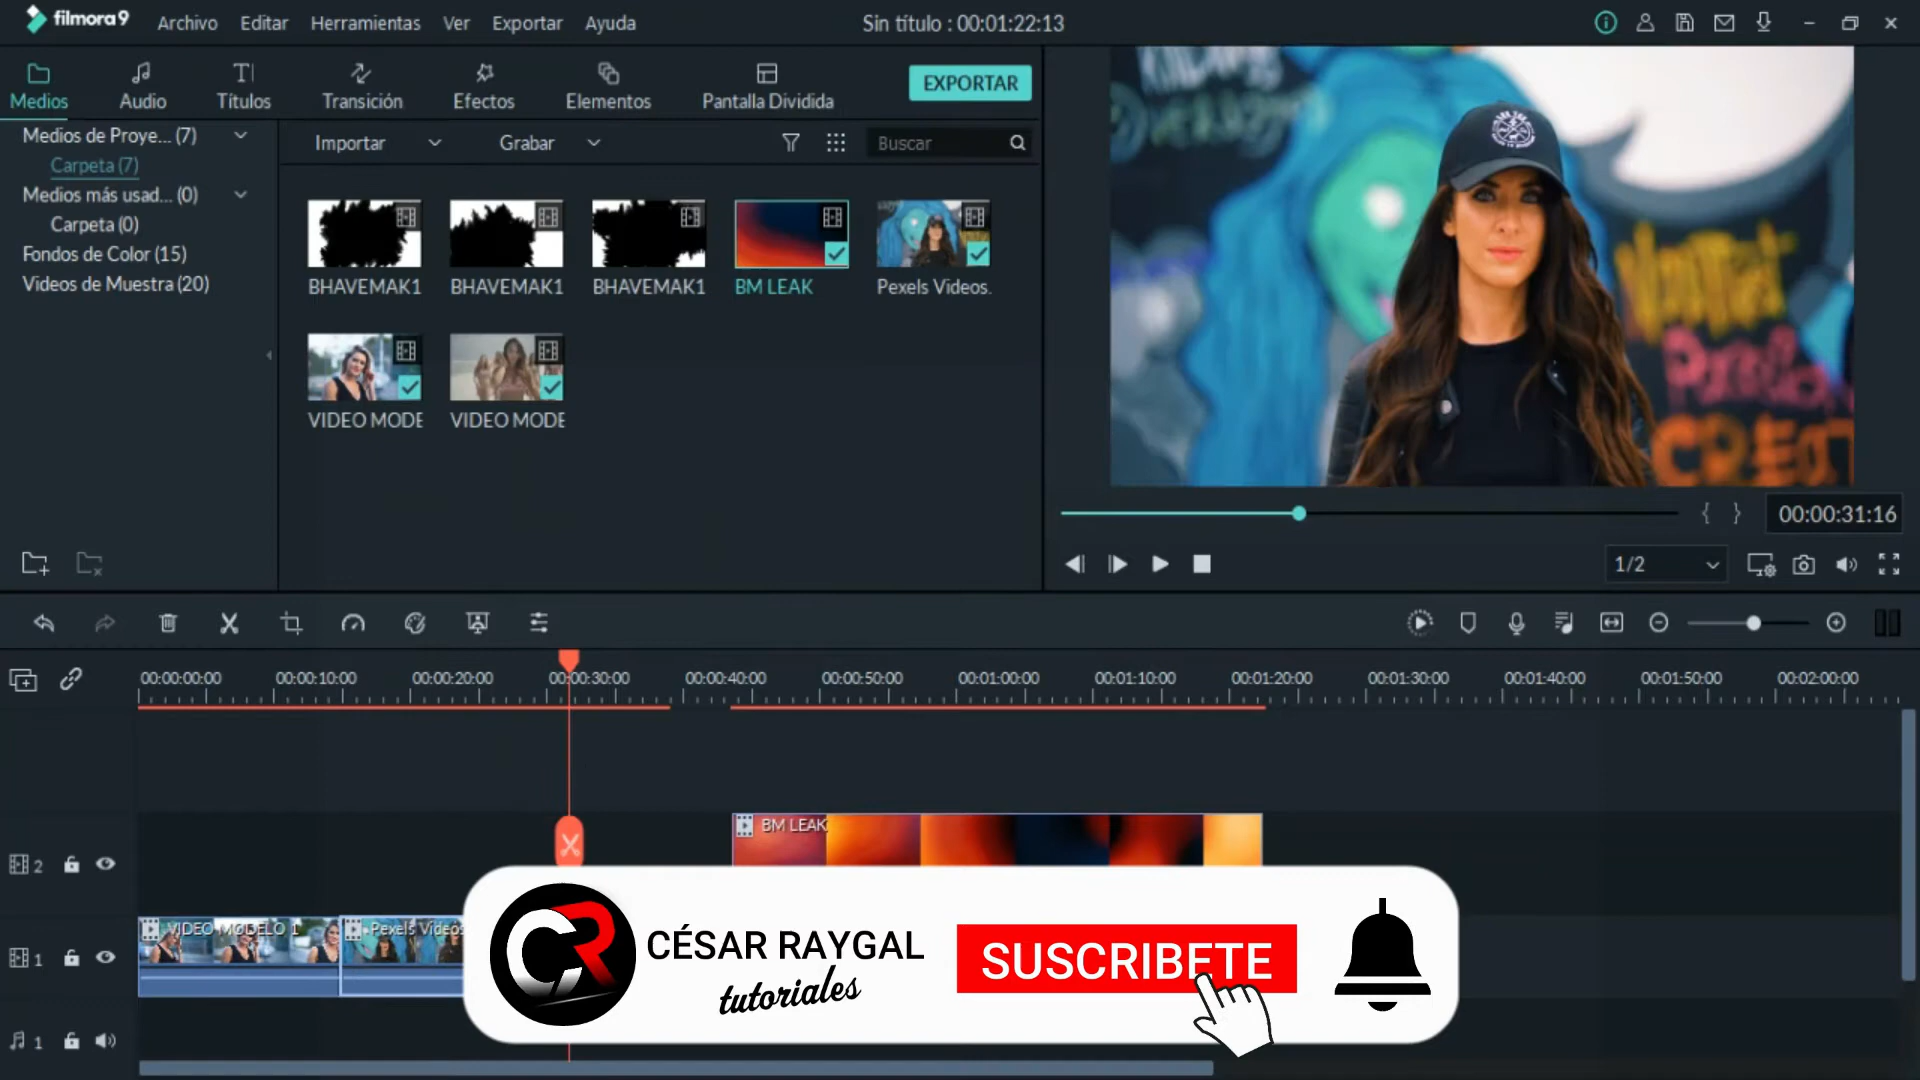 filmora9
Archivo Editar Herramientas Ver Exportar Ayuda
Sin título : 00:01:22:13
Medios Audio Títulos Transición Efectos Elementos Pantalla Dividida
EXPORTAR
Medios de Proye... (7)
Carpeta (7)
Medios más usad... (0)
Carpeta (0)
Fondos de Color (15)
Videos de Muestra (20)
Importar Grabar Buscar
BHAVEMAK1 BHAVEMAK1 BHAVEMAK1 BM LEAK Pexels Videos.
VIDEO MODE VIDEO MODE
{ } 00:00:31:16
1/2
00:00:00:00 00:00:10:00 00:00:20:00 00:00:30:00 00:00:40:00 00:00:50:00 00:01:00:00 00:01:10:00 00:01:20:00 00:01:30:00 00:01:40:00 00:01:50:00 00:02:00:00
2
BM LEAK
1
VIDEO MODELO 1 Pexels Videos
1
CR
CÉSAR RAYGAL
tutoriales
SUSCRIBETE